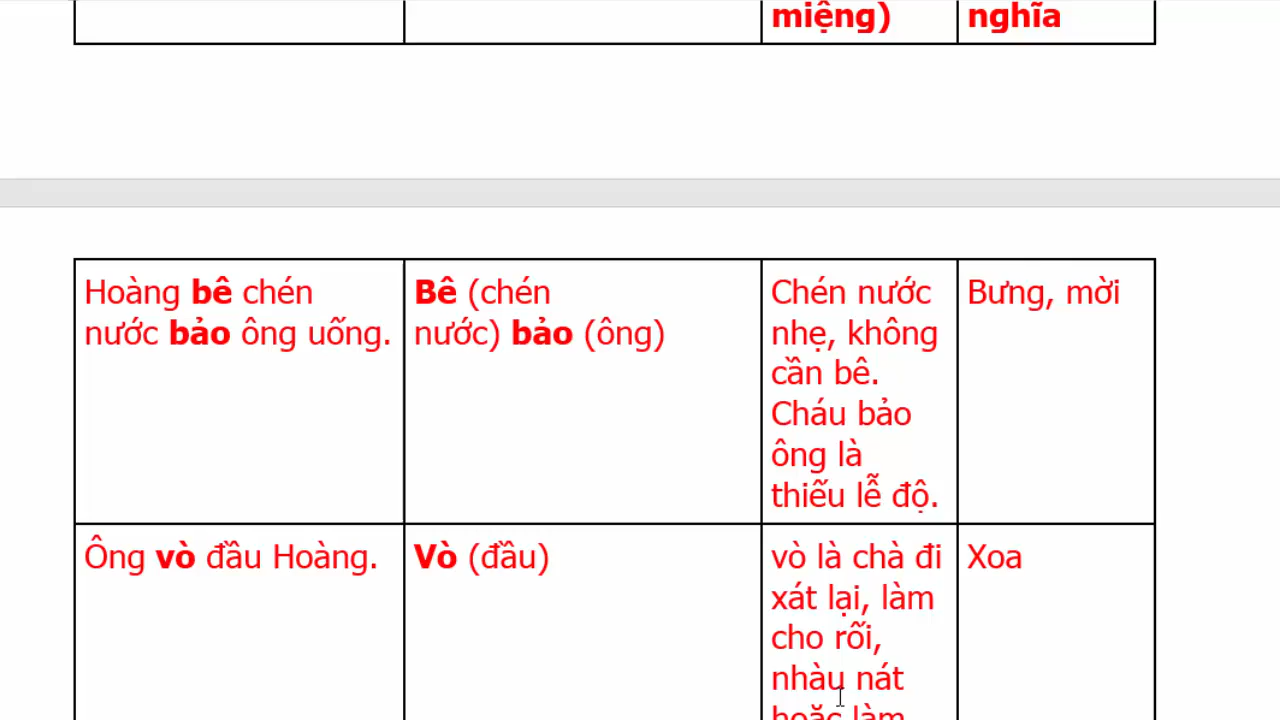 miệng)
nghĩa
Hoàng bê chén
nước bảo ông uống.
Bê (chén
nước) bảo (ông)
Chén nước
nhẹ, không
cần bê.
Cháu bảo
ông là
thiếu lễ độ.
Bưng, mời
Ông vò đầu Hoàng.
Vò (đầu)
vò là chà đi
xát lại, làm
cho rối,
nhàu nát
hoặc làm
Xoa